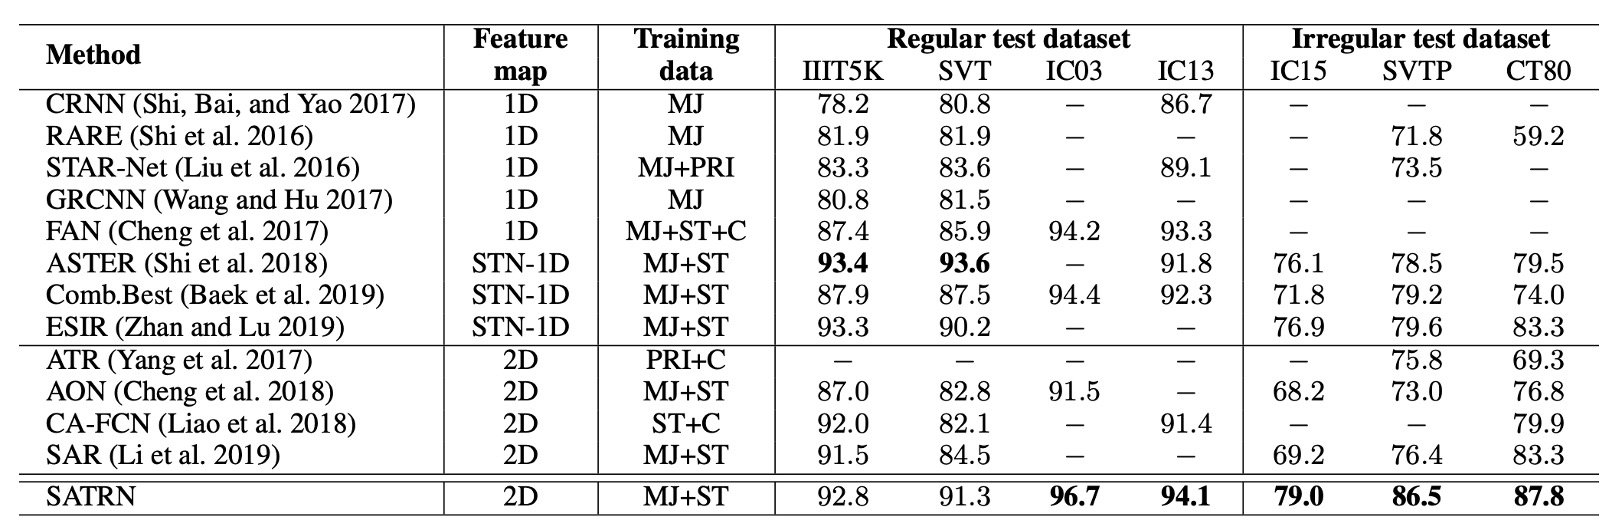 Method Feature map Training data Regular test dataset Irregular test dataset
IIIT5K SVT IC03 IC13 IC15 SVTP CT80
CRNN (Shi, Bai, and Yao 2017) 1D MJ 78.2 80.8 – – 86.7 – – –
RARE (Shi et al. 2016) 1D MJ 81.9 81.9 – – – 71.8 59.2
STAR-Net (Liu et al. 2016) 1D MJ+PRI 83.3 83.6 – 89.1 – 73.5 –
GRCNN (Wang and Hu 2017) 1D MJ 80.8 81.5 – – – – –
FAN (Cheng et al. 2017) 1D MJ+ST+C 87.4 85.9 94.2 93.3 – – –
ASTER (Shi et al. 2018) STN-1D MJ+ST 93.4 93.6 – 91.8 76.1 78.5 79.5
Comb.Best (Baek et al. 2019) STN-1D MJ+ST 87.9 87.5 94.4 92.3 71.8 79.2 74.0
ESIR (Zhan and Lu 2019) STN-1D MJ+ST 93.3 90.2 – – 76.9 79.6 83.3
ATR (Yang et al. 2017) 2D PRI+C – – – – – 75.8 69.3
AON (Cheng et al. 2018) 2D MJ+ST 87.0 82.8 91.5 – 68.2 73.0 76.8
CA-FCN (Liao et al. 2018) 2D ST+C 92.0 82.1 – 91.4 – – 79.9
SAR (Li et al. 2019) 2D MJ+ST 91.5 84.5 – – 69.2 76.4 83.3
SATRN 2D MJ+ST 92.8 91.3 96.7 94.1 79.0 86.5 87.8